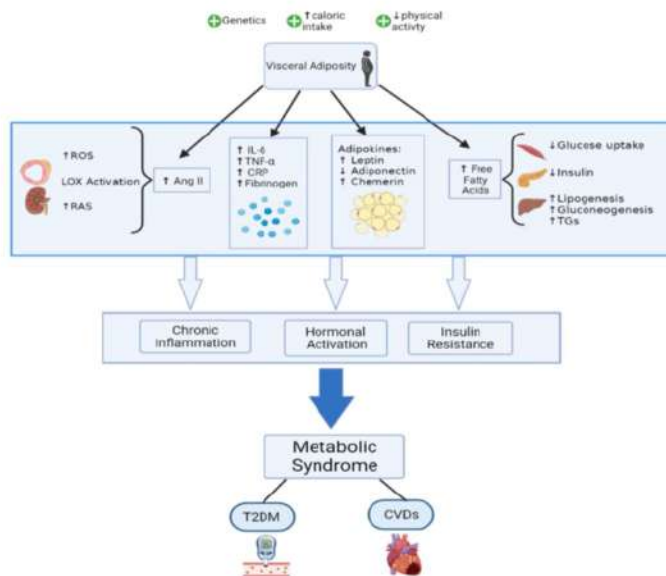 Genetics
↑caloric
intake
↓physical
activty
Visceral Adiposity
↑ROS
LOX Activation
↑RAS
↑ Ang II
↑ IL-6
↑TNF-α
↑ CRP
↑Fibrinogen
Adipokines:
↑ Leptin
↓ Adiponectin
↑ Chemerin
↑ Free
Fatty
Acids
↓Glucose uptake
↓Insulin
↑Lipogenesis
↑Gluconeogenesis
↑TGs
Chronic
Inflammation
Hormonal
Activation
Insulin
Resistance
Metabolic
Syndrome
T2DM
CVDs